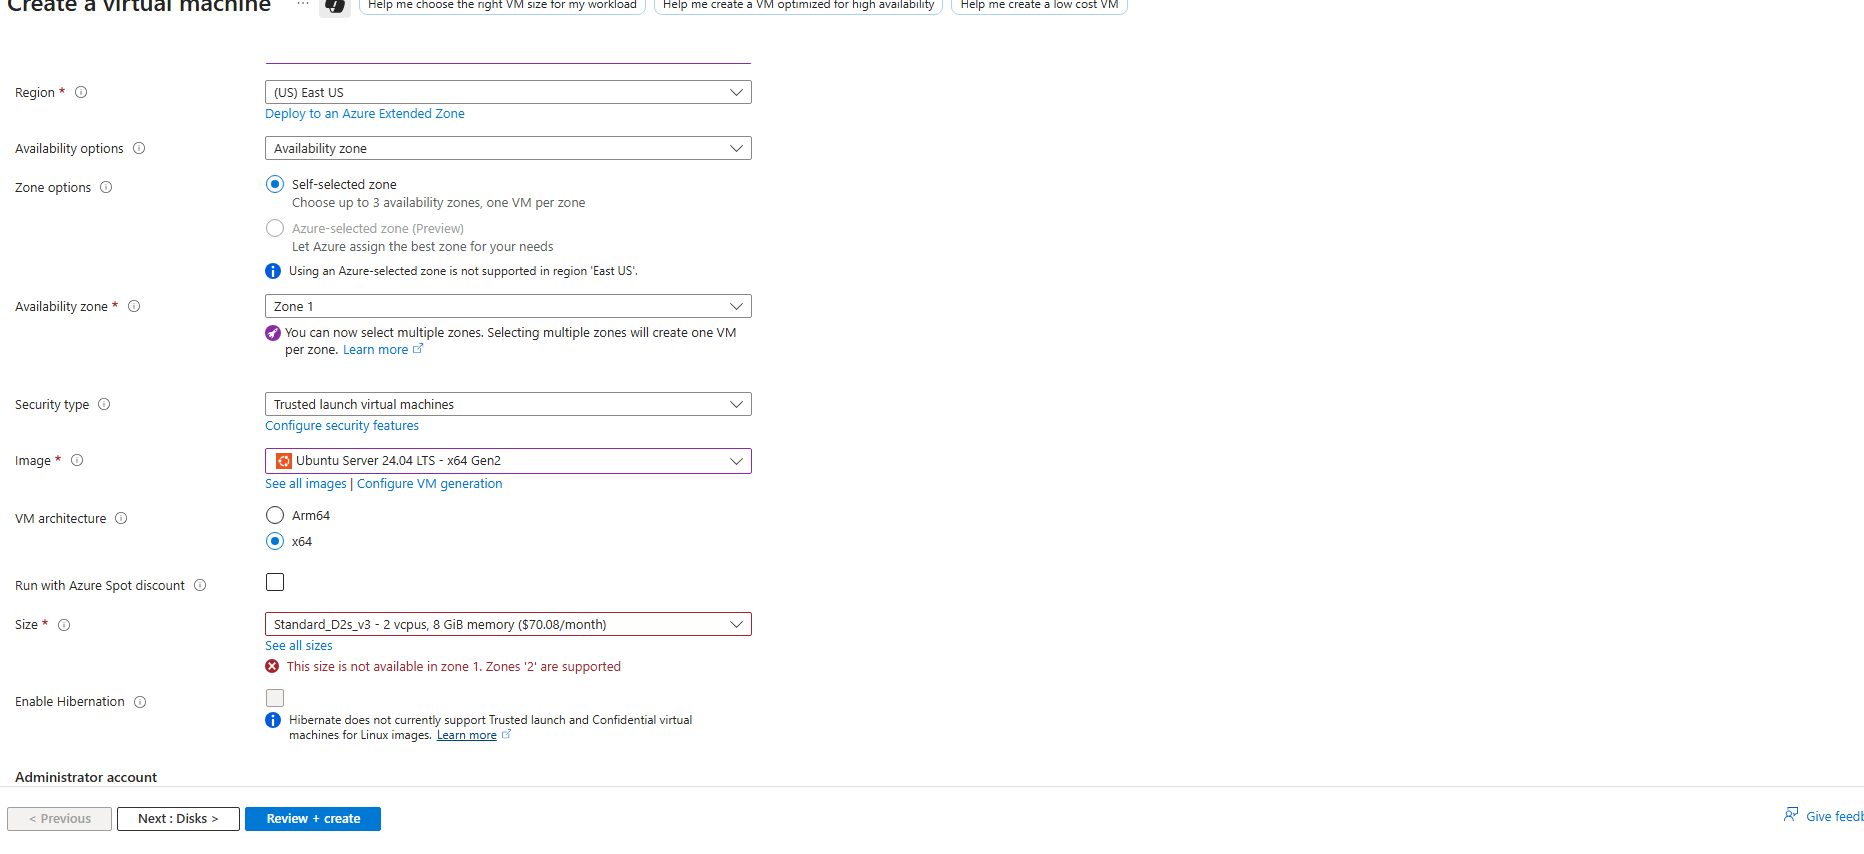 Create a virtual machine
...
Help me choose the right VM size for my workload
Help me create a VM optimized for high availability
Help me create a low cost VM
Region *
(US) East US
Deploy to an Azure Extended Zone
Availability options
Availability zone
Zone options
Self-selected zone
Choose up to 3 availability zones, one VM per zone
Azure-selected zone (Preview)
Let Azure assign the best zone for your needs
Using an Azure-selected zone is not supported in region 'East US'.
Availability zone *
Zone 1
You can now select multiple zones. Selecting multiple zones will create one VM
per zone. Learn more
Security type
Trusted launch virtual machines
Configure security features
Image *
Ubuntu Server 24.04 LTS - x64 Gen2
See all images | Configure VM generation
VM architecture
Arm64
x64
Run with Azure Spot discount
Size *
Standard_D2s_v3 - 2 vcpus, 8 GiB memory ($70.08/month)
See all sizes
This size is not available in zone 1. Zones '2' are supported
Enable Hibernation
Hibernate does not currently support Trusted launch and Confidential virtual
machines for Linux images. Learn more
Administrator account
< Previous
Next : Disks >
Review + create
Give feedb